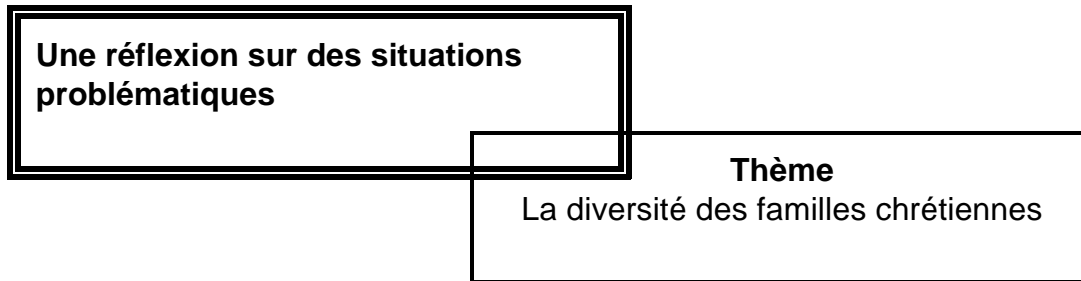 Une réflexion sur des situations
problématiques
Thème
La diversité des familles chrétiennes